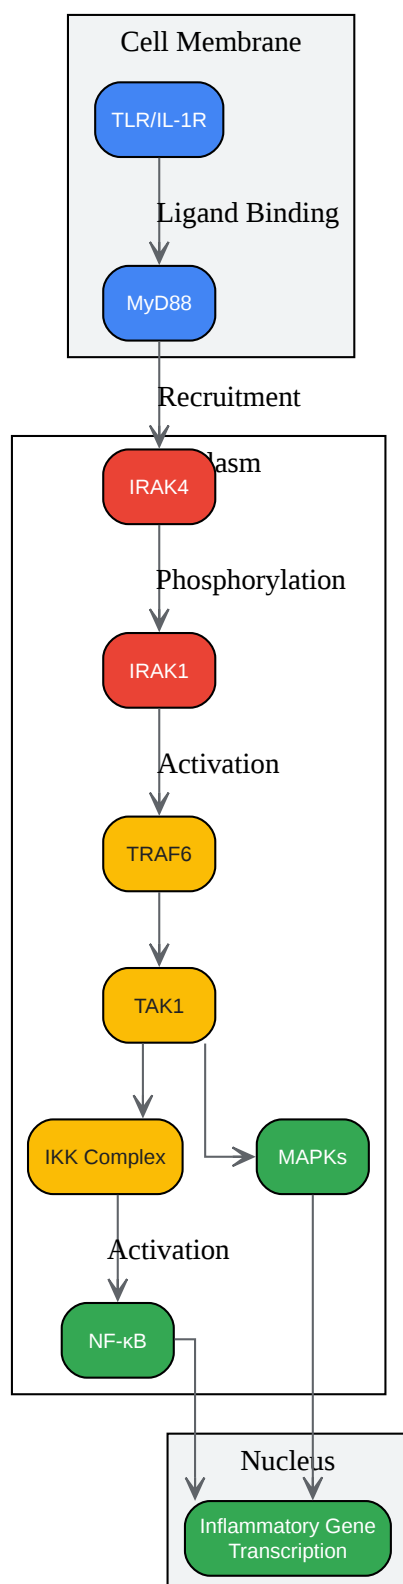 Cell Membrane
TLR/IL-1R
Ligand Binding
MyD88
Recruitment
lasm
IRAK4
Phosphorylation
IRAK1
Activation
TRAF6
TAK1
IKK Complex
MAPKs
Activation
NF-κB
Nucleus
Inflammatory Gene
Transcription